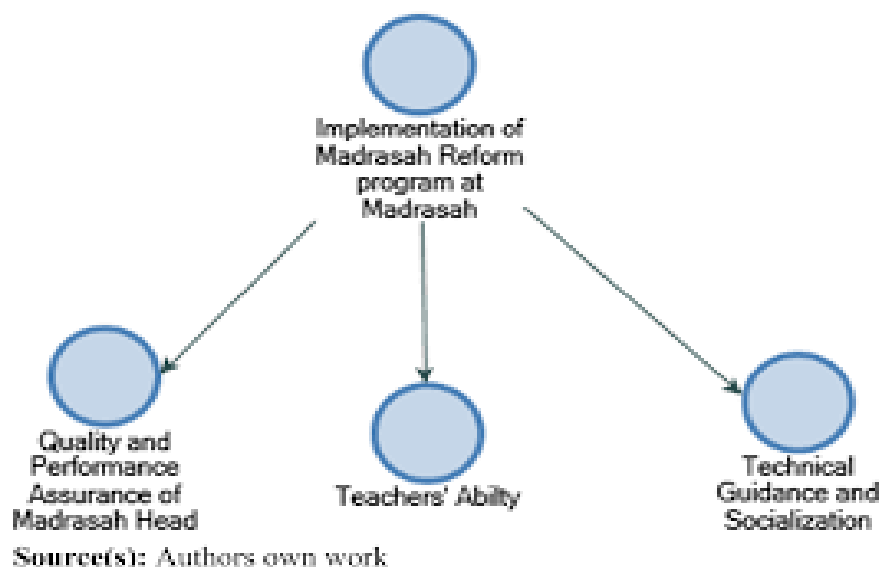 Implementation of
Madrasah Reform
program at
Madrasah
Quality and
Performance
Assurance of
Madrasah Head
Teachers' Abilty
Technical
Guidance and
Socialization
Source(s): Authors own work